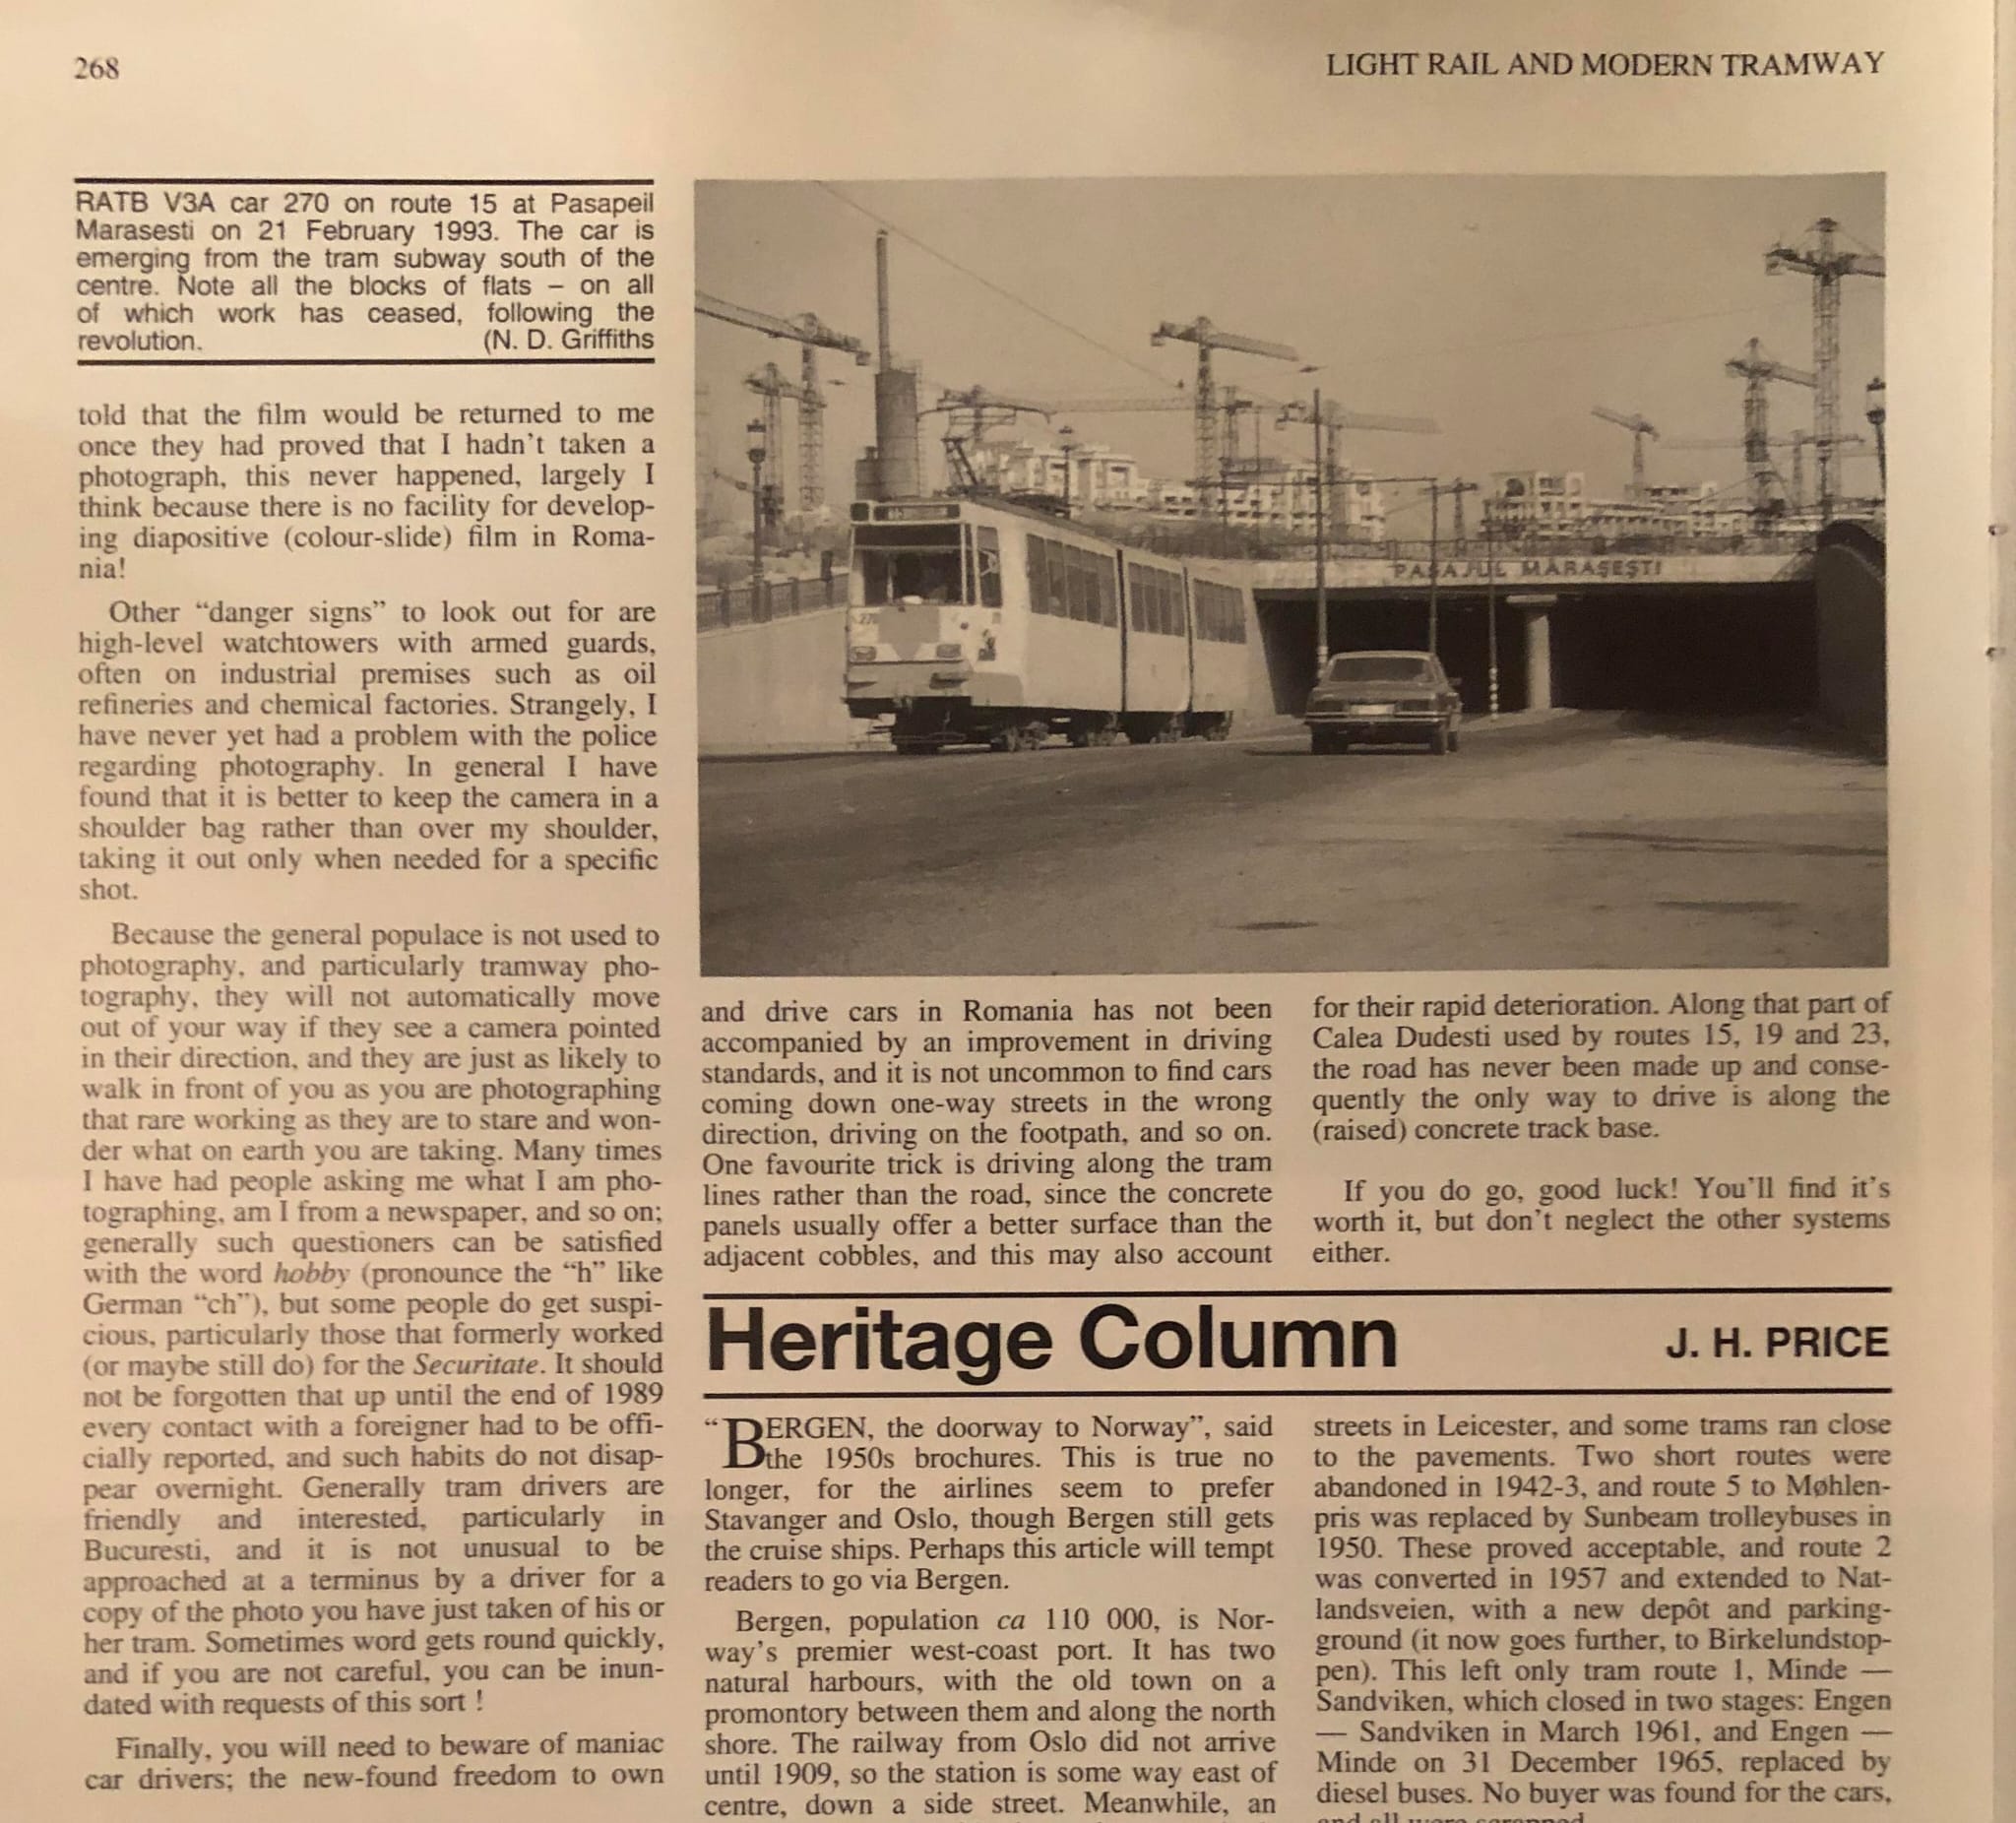 268
LIGHT RAIL AND MODERN TRAMWAY
RATB V3A car 270 on route 15 at Pasapeil
Marasesti on 21 February 1993. The car is
emerging from the tram subway south of the
centre. Note all the blocks of flats – on all
of which work has ceased, following the
revolution. (N. D. Griffiths
told that the film would be returned to me
once they had proved that I hadn't taken a
photograph, this never happened, largely I
think because there is no facility for develop-
ing diapositive (colour-slide) film in Roma-
nia!
Other “danger signs” to look out for are
high-level watchtowers with armed guards,
often on industrial premises such as oil
refineries and chemical factories. Strangely, I
have never yet had a problem with the police
regarding photography. In general I have
found that it is better to keep the camera in a
shoulder bag rather than over my shoulder,
taking it out only when needed for a specific
shot.
Because the general populace is not used to
photography, and particularly tramway pho-
tography, they will not automatically move
out of your way if they see a camera pointed
in their direction, and they are just as likely to
walk in front of you as you are photographing
that rare working as they are to stare and won-
der what on earth you are taking. Many times
I have had people asking me what I am pho-
tographing, am I from a newspaper, and so on;
generally such questioners can be satisfied
with the word hobby (pronounce the “h” like
German “ch”), but some people do get suspi-
cious, particularly those that formerly worked
(or maybe still do) for the Securitate. It should
not be forgotten that up until the end of 1989
every contact with a foreigner had to be offi-
cially reported, and such habits do not disap-
pear overnight. Generally tram drivers are
friendly and interested, particularly in
Bucuresti, and it is not unusual to be
approached at a terminus by a driver for a
copy of the photo you have just taken of his or
her tram. Sometimes word gets round quickly,
and if you are not careful, you can be inun-
dated with requests of this sort !
Finally, you will need to beware of maniac
car drivers; the new-found freedom to own
270
PASAJUL MĂRĂŞEŞTI
and drive cars in Romania has not been
accompanied by an improvement in driving
standards, and it is not uncommon to find cars
coming down one-way streets in the wrong
direction, driving on the footpath, and so on.
One favourite trick is driving along the tram
lines rather than the road, since the concrete
panels usually offer a better surface than the
adjacent cobbles, and this may also account
for their rapid deterioration. Along that part of
Calea Dudesti used by routes 15, 19 and 23,
the road has never been made up and conse-
quently the only way to drive is along the
(raised) concrete track base.
If you do go, good luck! You'll find it's
worth it, but don't neglect the other systems
either.
Heritage Column
J. H. PRICE
“BERGEN, the doorway to Norway”, said
the 1950s brochures. This is true no
longer, for the airlines seem to prefer
Stavanger and Oslo, though Bergen still gets
the cruise ships. Perhaps this article will tempt
readers to go via Bergen.
Bergen, population ca 110 000, is Nor-
way's premier west-coast port. It has two
natural harbours, with the old town on a
promontory between them and along the north
shore. The railway from Oslo did not arrive
until 1909, so the station is some way east of
centre, down a side street. Meanwhile, an
streets in Leicester, and some trams ran close
to the pavements. Two short routes were
abandoned in 1942-3, and route 5 to Møhlen-
pris was replaced by Sunbeam trolleybuses in
1950. These proved acceptable, and route 2
was converted in 1957 and extended to Nat-
landsveien, with a new depôt and parking-
ground (it now goes further, to Birkelundstop-
pen). This left only tram route 1, Minde —
Sandviken, which closed in two stages: Engen
— Sandviken in March 1961, and Engen —
Minde on 31 December 1965, replaced by
diesel buses. No buyer was found for the cars,